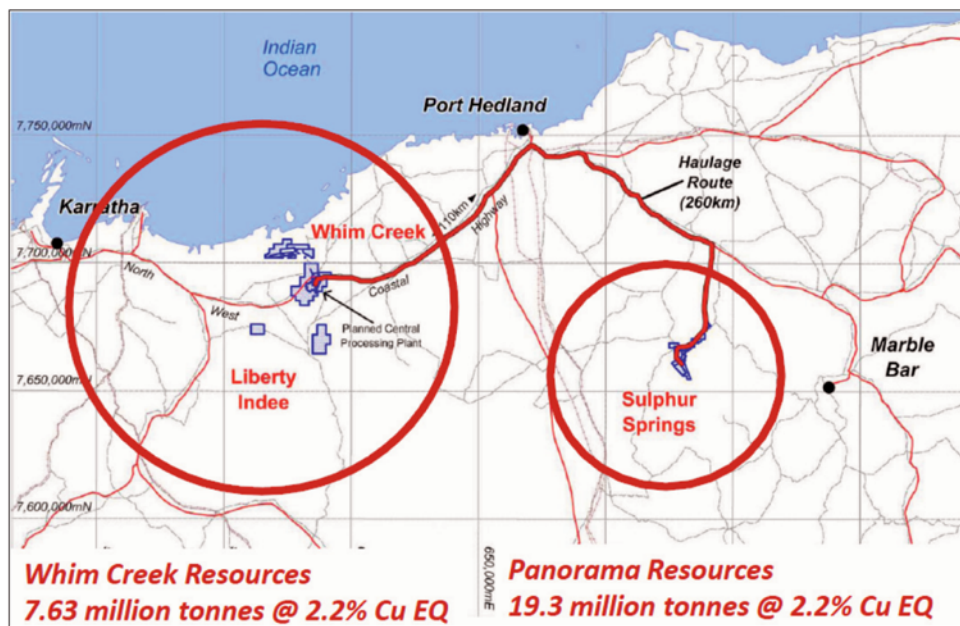 Indian
Ocean
Port Hedland
7,750,000mN
Haulage
Route
(260km)
Karratha
110km
Highway
Whim Creek
7,700,000mN
North
West
Coastal
Planned Central
Processing Plant
Marble
Bar
Liberty
Indee
7,650,000mN
Sulphur
Springs
7,600,000mN
650,000mE
Whim Creek Resources
7.63 million tonnes @ 2.2% Cu EQ
Panorama Resources
19.3 million tonnes @ 2.2% Cu EQ